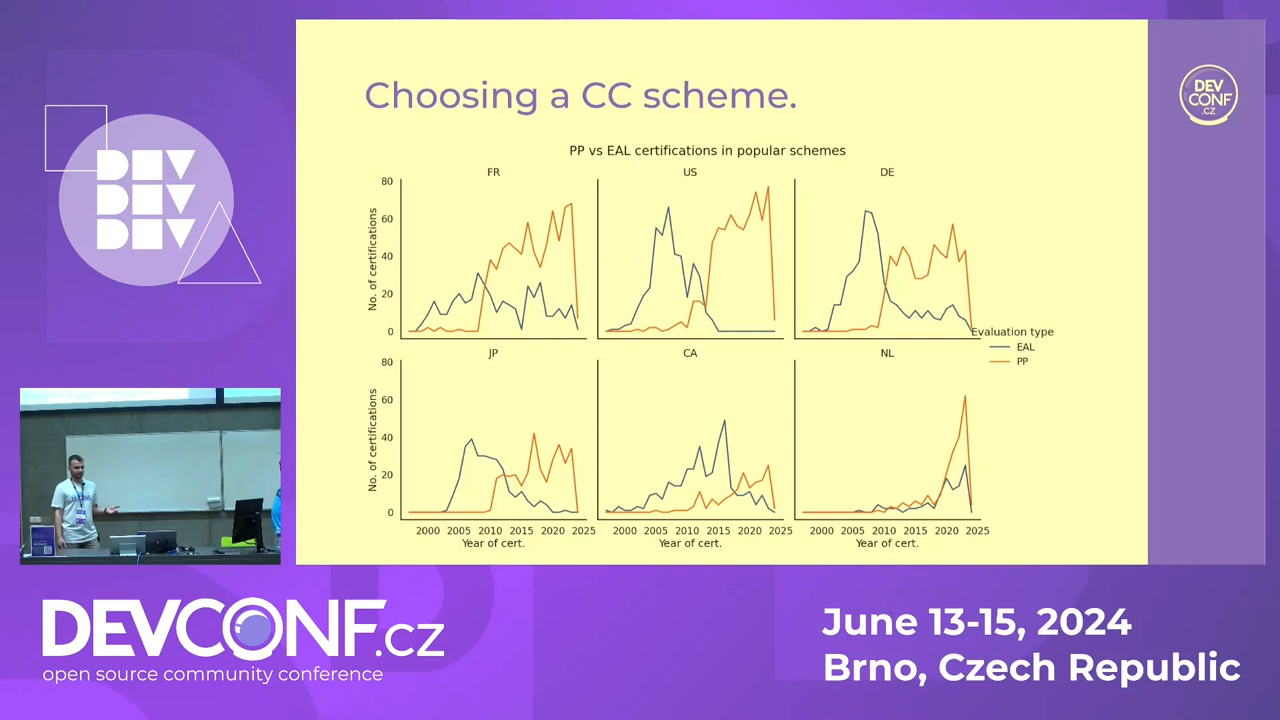 DEV
DEV
DEV
Choosing a CC scheme.
DEV
CONF
.CZ
PP vs EAL certifications in popular schemes
FR
US
DE
80
60
40
20
0
No. of certifications
Evaluation type
EAL
PP
JP
CA
NL
80
60
40
20
0
No. of certifications
2000 2005 2010 2015 2020 2025
2000 2005 2010 2015 2020 2025
2000 2005 2010 2015 2020 2025
Year of cert.
Year of cert.
Year of cert.
DEVCONF.cz
open source community conference
June 13-15, 2024
Brno, Czech Republic